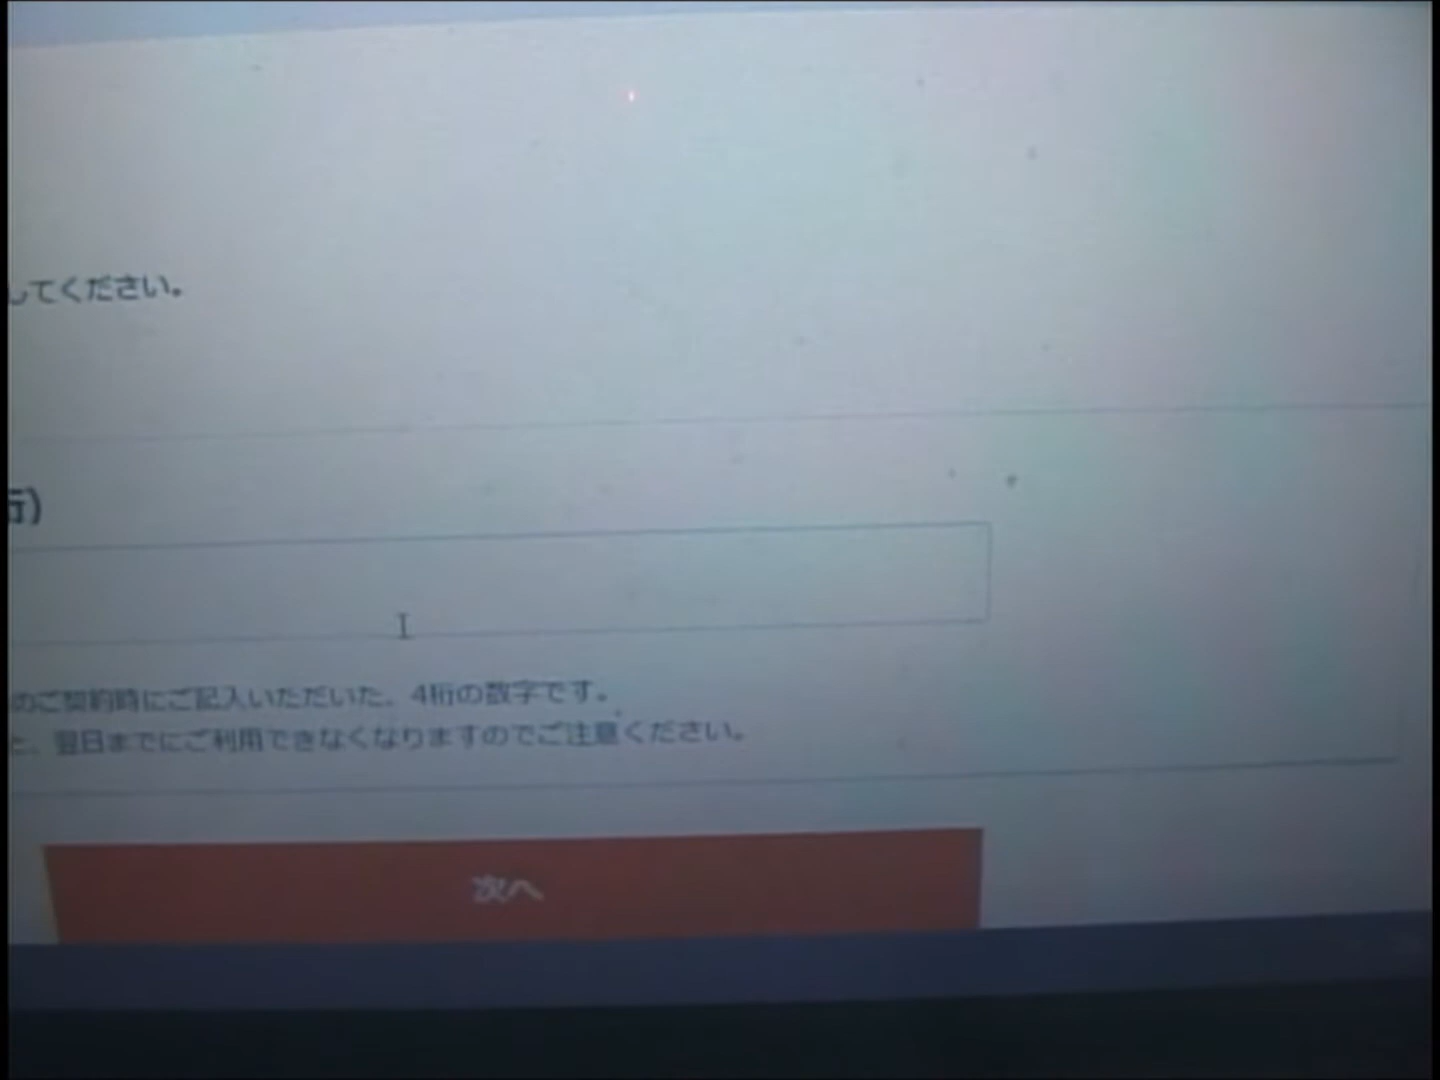 してください。
桁)
のご契約時にご記入いただいた、4桁の数字です。
と、翌日までにご利用できなくなりますのでご注意ください。
次へ